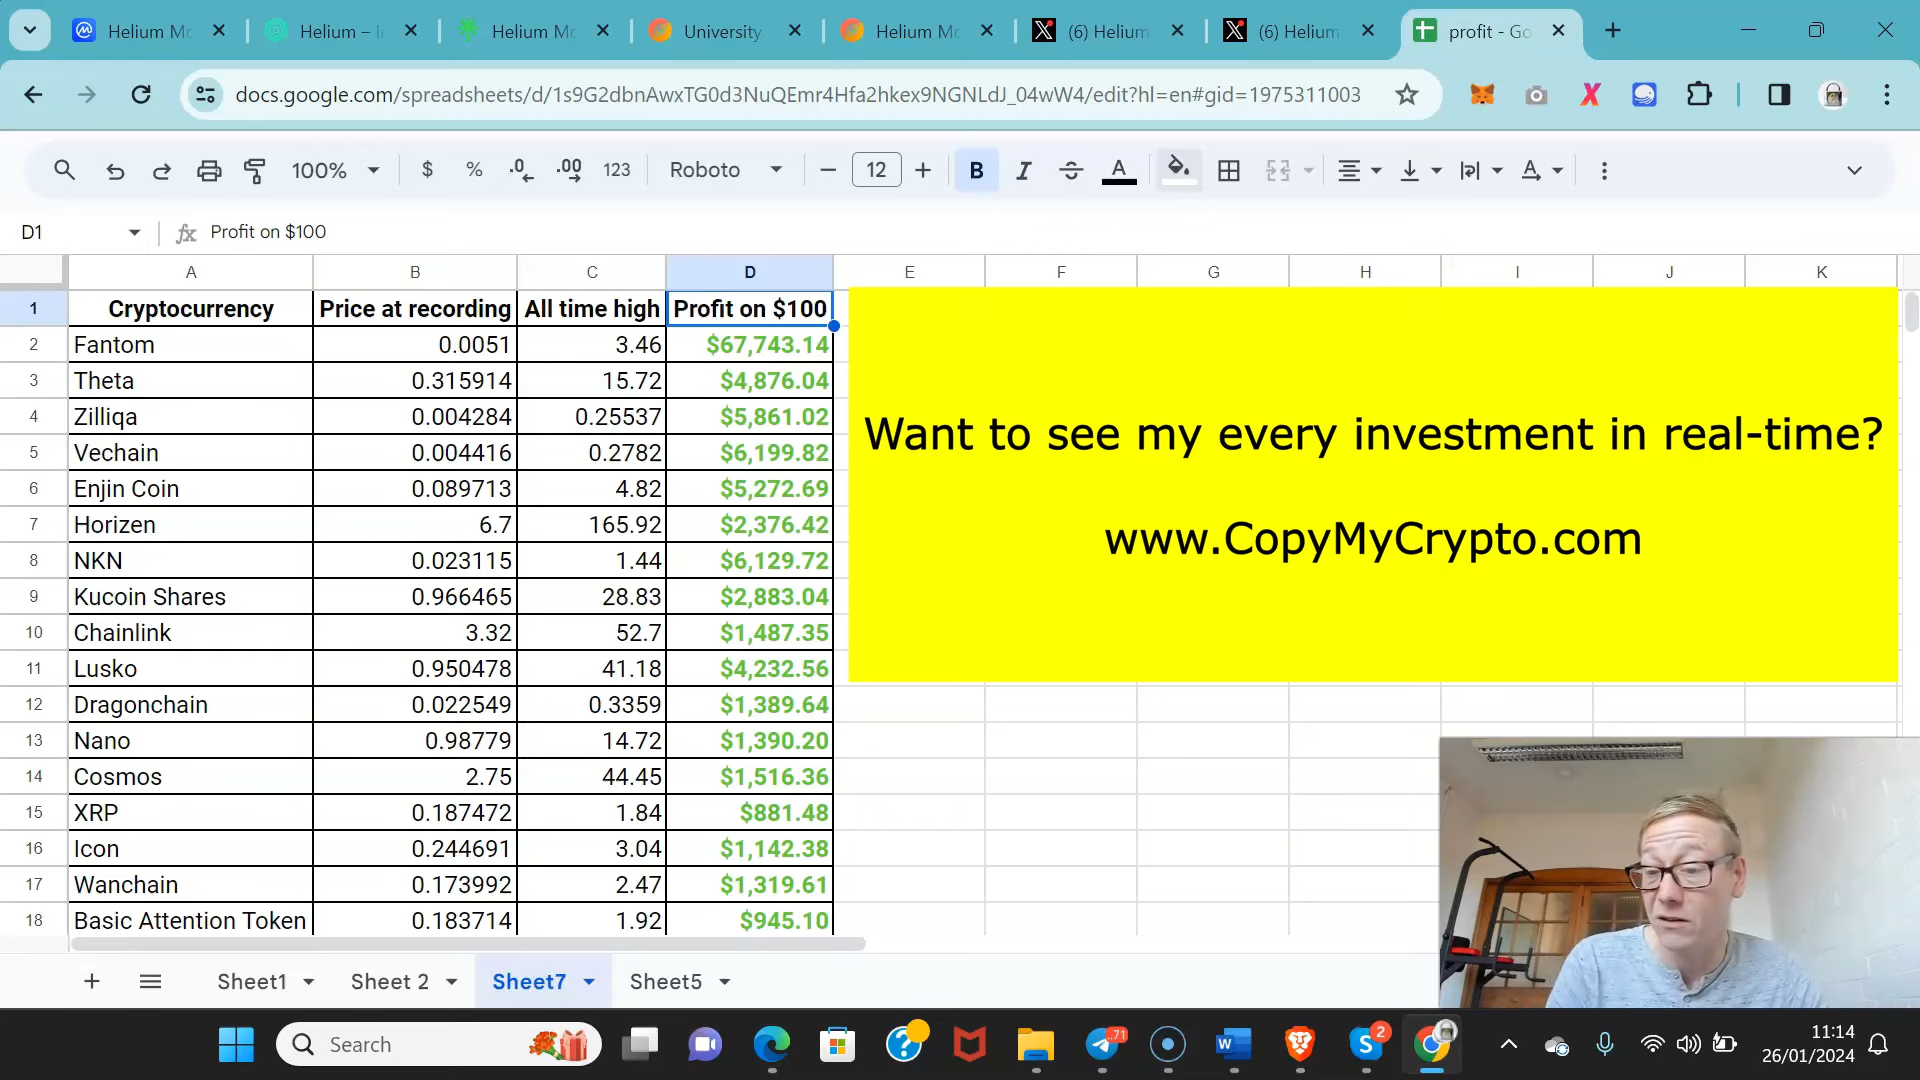 Helium Mo
Helium – I
Helium Mo
University
Helium Mo
(6) Helium
(6) Helium
profit - Go
docs.google.com/spreadsheets/d/1s9G2dbnAwxTG0d3NuQEmr4Hfa2hkex9NGNLdJ_04wW4/edit?hl=en#gid=1975311003
100% $ % .0 .00 123 Roboto 12 B I A A
D1 fx Profit on $100
A B C D E F G H I J K
1 Cryptocurrency Price at recording All time high Profit on $100
2 Fantom 0.0051 3.46 $67,743.14
3 Theta 0.315914 15.72 $4,876.04
4 Zilliqa 0.004284 0.25537 $5,861.02
5 Vechain 0.004416 0.2782 $6,199.82
6 Enjin Coin 0.089713 4.82 $5,272.69
7 Horizen 6.7 165.92 $2,376.42
8 NKN 0.023115 1.44 $6,129.72
9 Kucoin Shares 0.966465 28.83 $2,883.04
10 Chainlink 3.32 52.7 $1,487.35
11 Lusko 0.950478 41.18 $4,232.56
12 Dragonchain 0.022549 0.3359 $1,389.64
13 Nano 0.98779 14.72 $1,390.20
14 Cosmos 2.75 44.45 $1,516.36
15 XRP 0.187472 1.84 $881.48
16 Icon 0.244691 3.04 $1,142.38
17 Wanchain 0.173992 2.47 $1,319.61
18 Basic Attention Token 0.183714 1.92 $945.10
Want to see my every investment in real-time?
www.CopyMyCrypto.com
Sheet1 Sheet 2 Sheet7 Sheet5
Search
71
2
11:14
26/01/2024